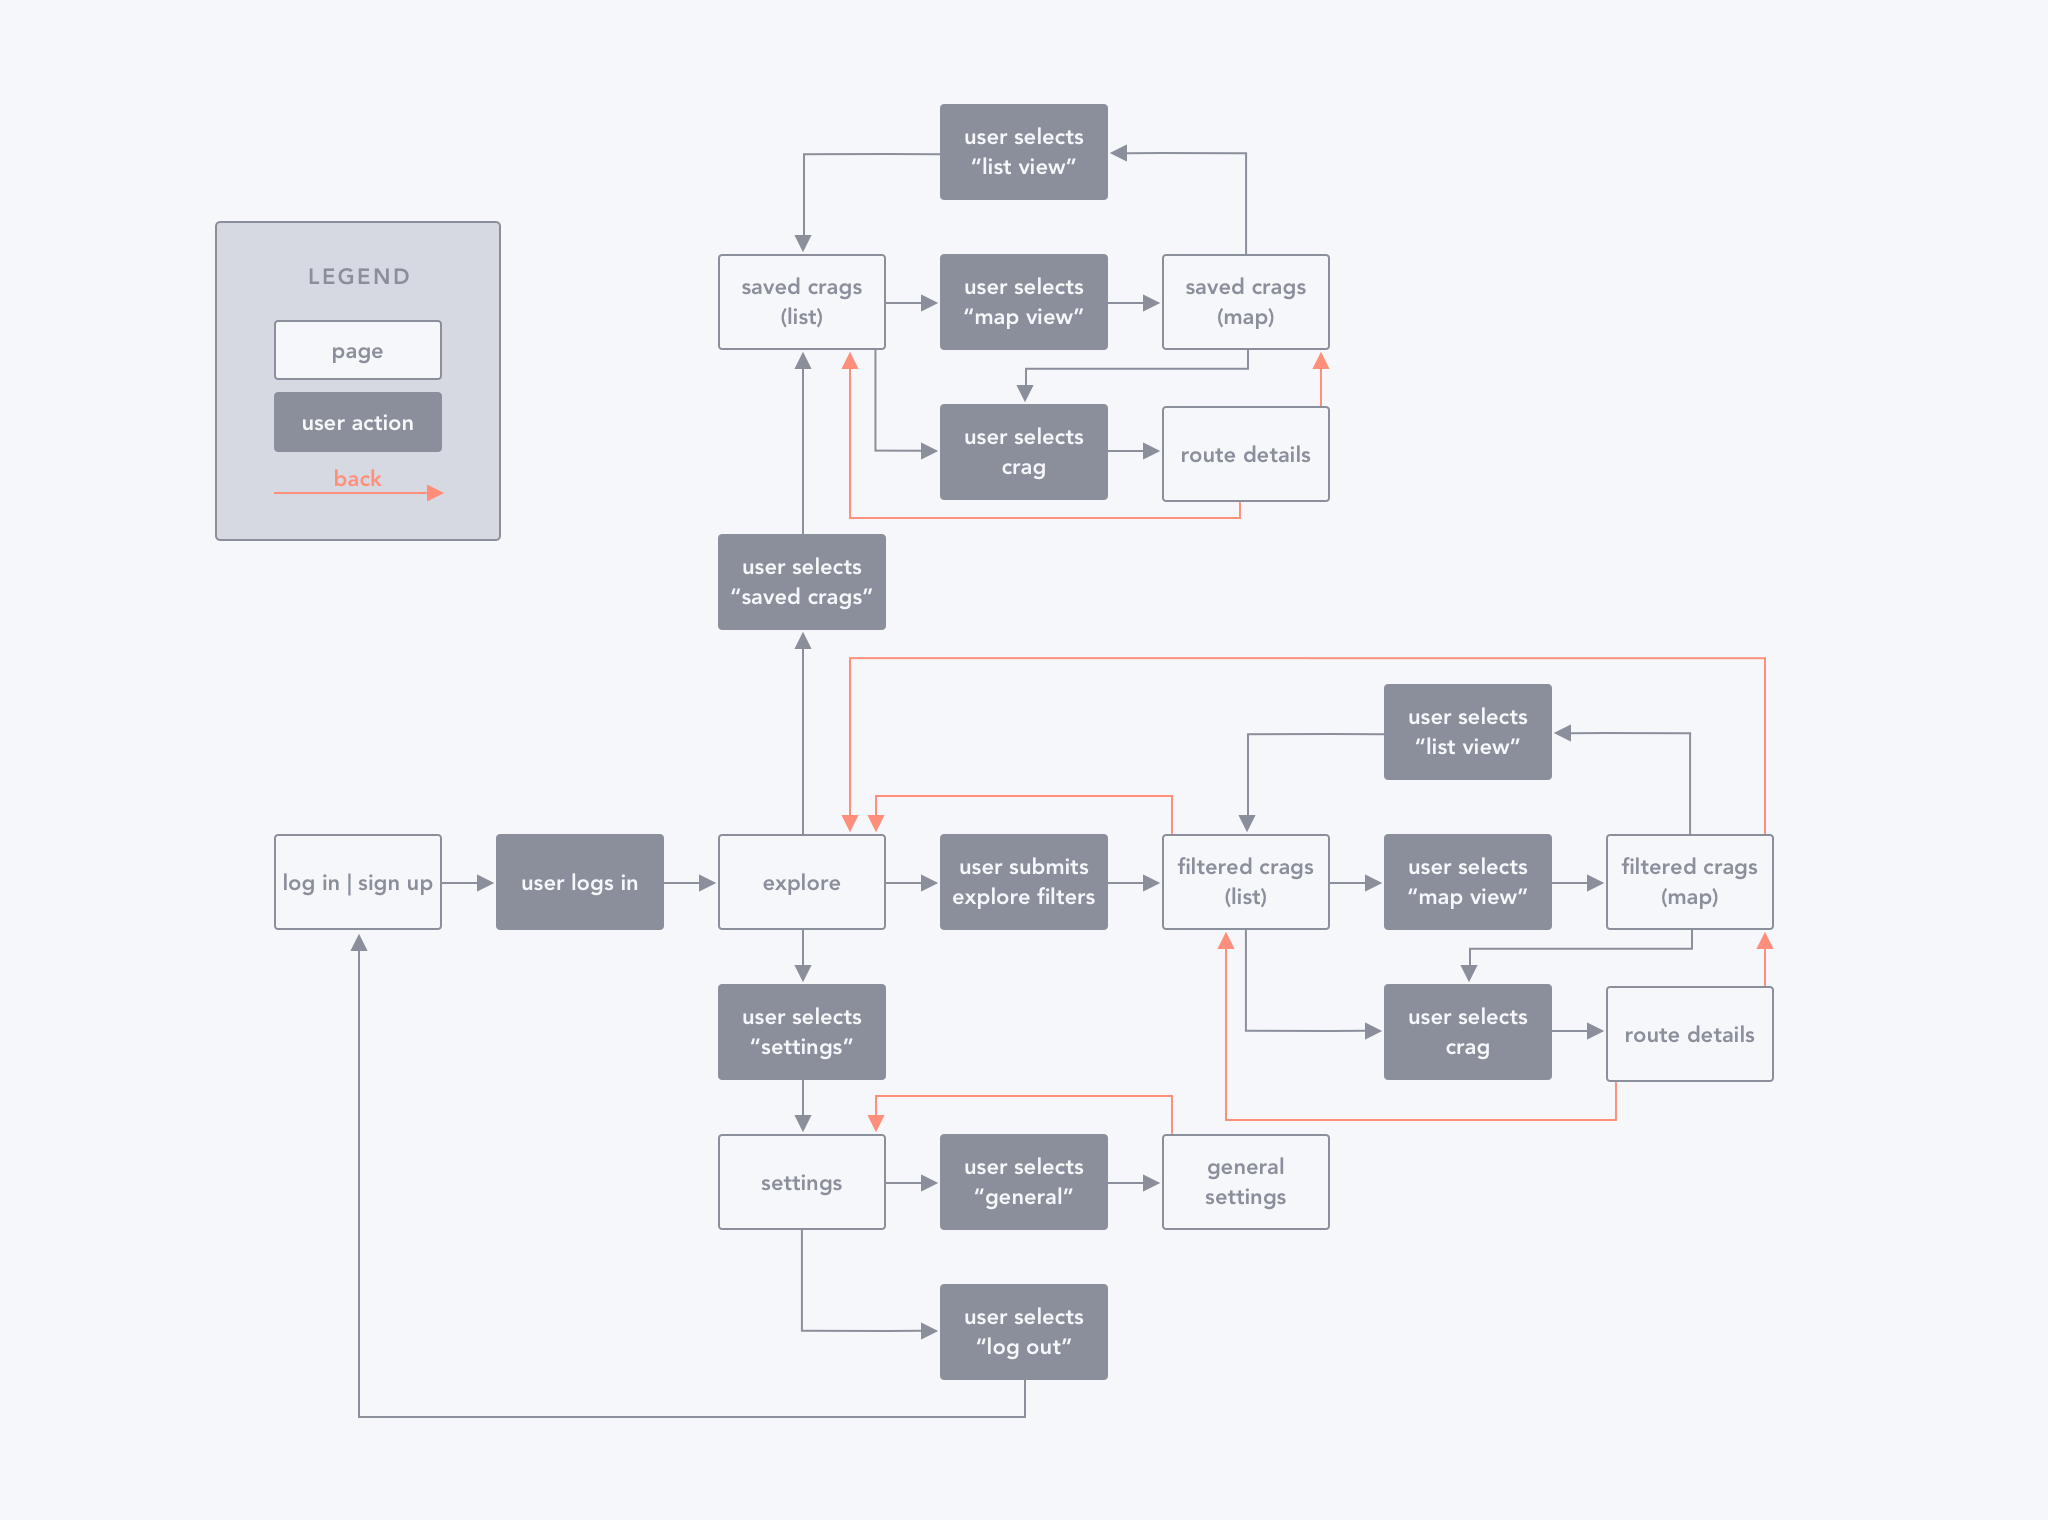 user selects
“list view”
LEGEND
page
user action
back
saved crags
(list)
user selects
“map view”
saved crags
(map)
user selects
crag
route details
user selects
“saved crags”
user selects
“list view”
log in | sign up
user logs in
explore
user submits
explore filters
filtered crags
(list)
user selects
“map view”
filtered crags
(map)
user selects
“settings”
user selects
crag
route details
settings
user selects
“general”
general
settings
user selects
“log out”